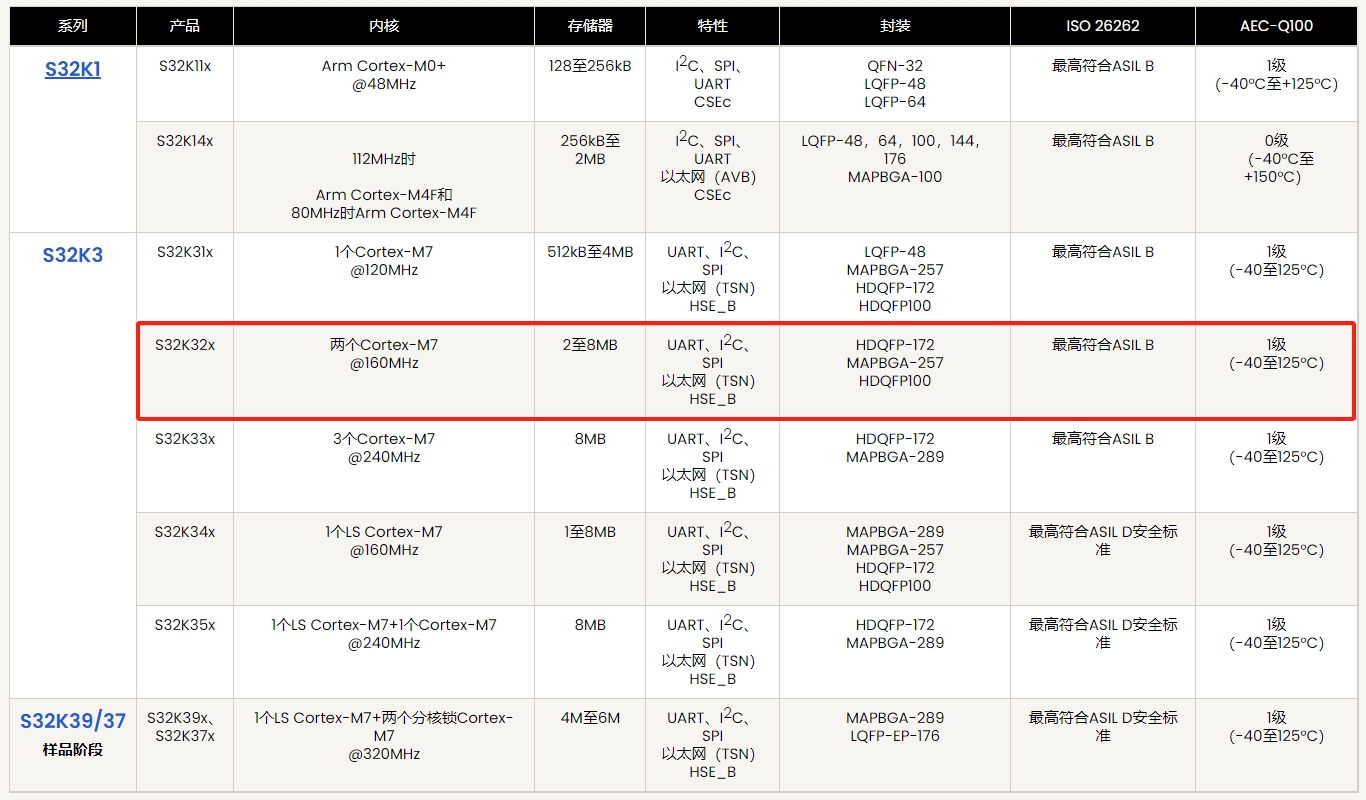 系列 产品 内核 存储器 特性 封装 ISO 26262 AEC-Q100
S32K1
S32K11x
Arm Cortex-M0+
@48MHz
128至256kB
I2C、SPI、
UART
CSEc
QFN-32
LQFP-48
LQFP-64
最高符合ASIL B
1级
(-40°C至+125°C)
S32K14x
112MHz时
Arm Cortex-M4F和
80MHz时Arm Cortex-M4F
256kB至
2MB
I2C、SPI、
UART
以太网（AVB)
CSEc
LQFP-48，64，100，144，
176
MAPBGA-100
最高符合ASIL B
0级
(-40°C至
+150°C)
S32K3
S32K31x
1个Cortex-M7
@120MHz
512kB至4MB
UART、I2C、
SPI
以太网（TSN)
HSE_B
LQFP-48
MAPBGA-257
HDQFP-172
HDQFP100
最高符合ASIL B
1级
(-40至125°C)
S32K32x
两个Cortex-M7
@160MHz
2至8MB
UART、I2C、
SPI
以太网（TSN)
HSE_B
HDQFP-172
MAPBGA-257
HDQFP100
最高符合ASIL B
1级
(-40至125°C)
S32K33x
3个Cortex-M7
@240MHz
8MB
UART、I2C、
SPI
以太网（TSN)
HSE_B
HDQFP-172
MAPBGA-289
最高符合ASIL B
1级
(-40至125°C)
S32K34x
1个LS Cortex-M7
@160MHz
1至8MB
UART、I2C、
SPI
以太网（TSN)
HSE_B
MAPBGA-289
MAPBGA-257
HDQFP-172
HDQFP100
最高符合ASIL D安全标
准
1级
(-40至125°C)
S32K35x
1个LS Cortex-M7+1个Cortex-M7
@240MHz
8MB
UART、I2C、
SPI
以太网（TSN)
HSE_B
HDQFP-172
MAPBGA-289
最高符合ASIL D安全标
准
1级
(-40至125°C)
S32K39/37
样品阶段
S32K39x、
S32K37x
1个LS Cortex-M7+两个分核锁Cortex-
M7
@320MHz
4M至6M
UART、I2C、
SPI
以太网（TSN)
HSE_B
MAPBGA-289
LQFP-EP-176
最高符合ASIL D安全标
准
1级
(-40至125°C)